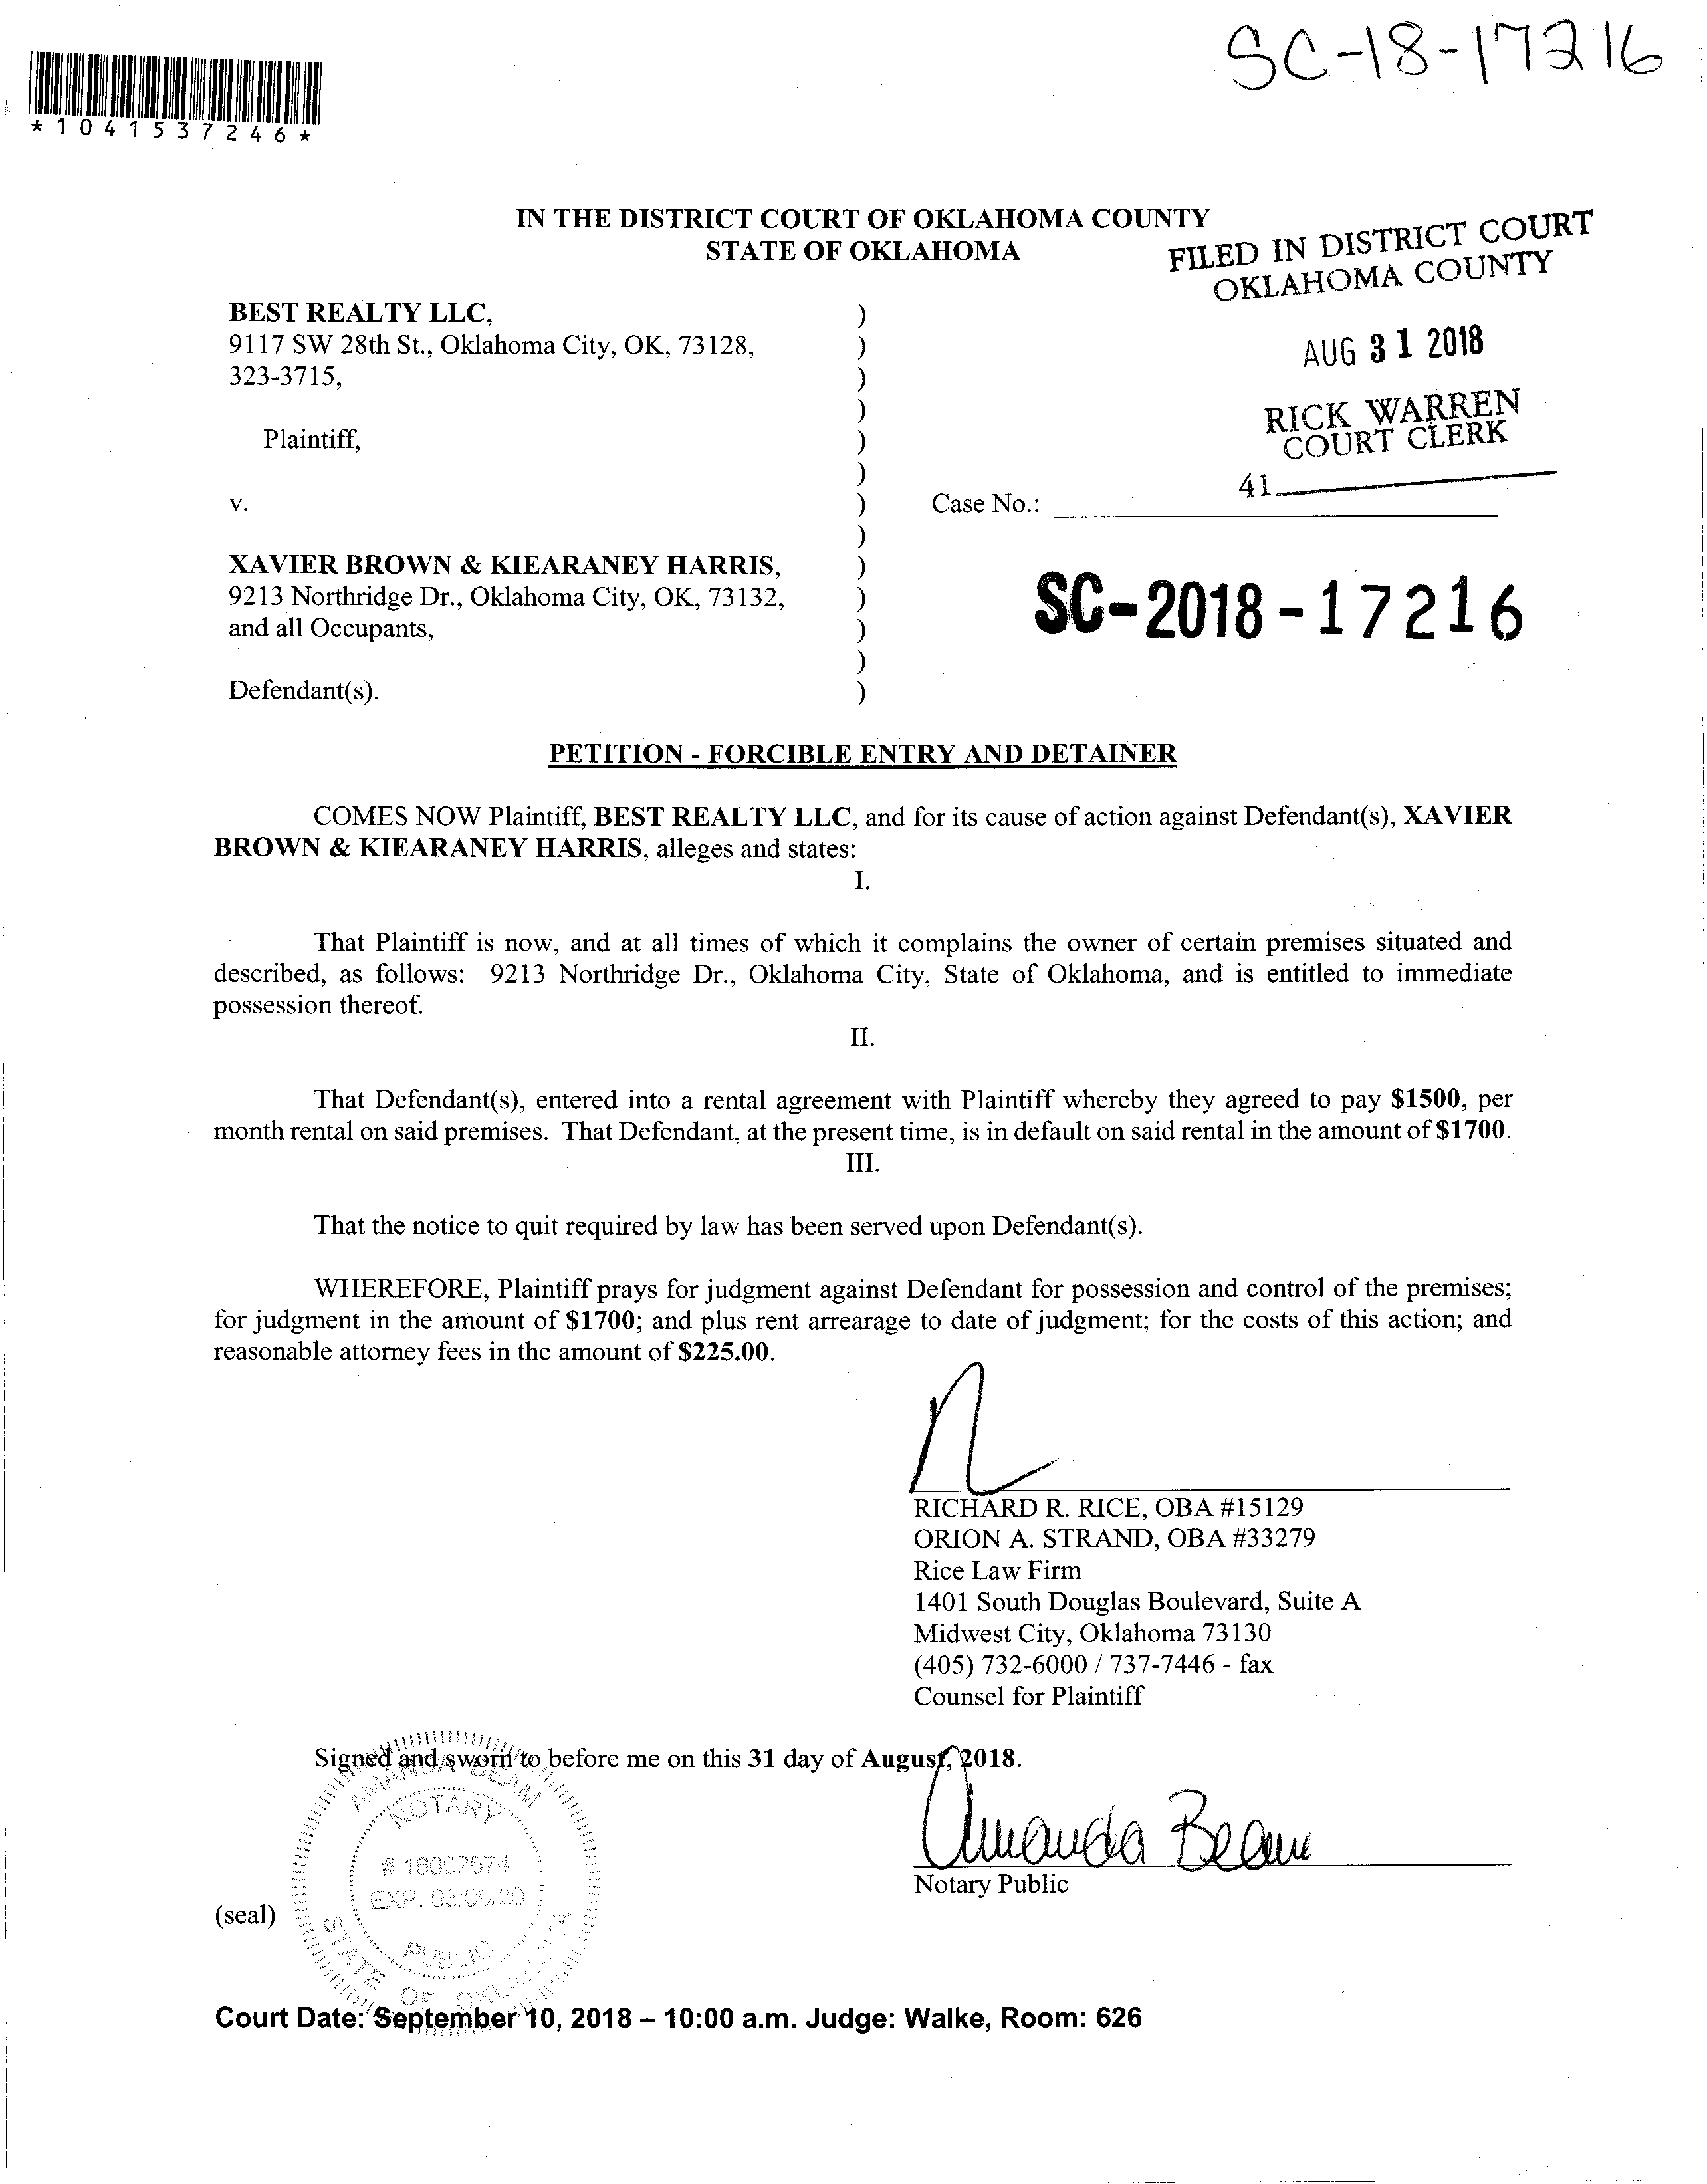 SC-18-17216
*1041537246*
IN THE DISTRICT COURT OF OKLAHOMA COUNTY
STATE OF OKLAHOMA
FILED IN DISTRICT COURT
OKLAHOMA COUNTY
AUG 31 2018
RICK WARREN
COURT CLERK
41
BEST REALTY LLC, )
9117 SW 28th St., Oklahoma City, OK, 73128, )
323-3715, )
)
Plaintiff, )
)
v. ) Case No.:
)
XAVIER BROWN & KIEARANEY HARRIS, )
9213 Northridge Dr., Oklahoma City, OK, 73132, )
and all Occupants, )
)
Defendant(s). )
SC-2018-17216
PETITION - FORCIBLE ENTRY AND DETAINER
COMES NOW Plaintiff, BEST REALTY LLC, and for its cause of action against Defendant(s), XAVIER
BROWN & KIEARANEY HARRIS, alleges and states:
I.
That Plaintiff is now, and at all times of which it complains the owner of certain premises situated and
described, as follows: 9213 Northridge Dr., Oklahoma City, State of Oklahoma, and is entitled to immediate
possession thereof.
II.
That Defendant(s), entered into a rental agreement with Plaintiff whereby they agreed to pay $1500, per
month rental on said premises. That Defendant, at the present time, is in default on said rental in the amount of $1700.
III.
That the notice to quit required by law has been served upon Defendant(s).
WHEREFORE, Plaintiff prays for judgment against Defendant for possession and control of the premises;
for judgment in the amount of $1700; and plus rent arrearage to date of judgment; for the costs of this action; and
reasonable attorney fees in the amount of $225.00.
RICHARD R. RICE, OBA #15129
ORION A. STRAND, OBA #33279
Rice Law Firm
1401 South Douglas Boulevard, Suite A
Midwest City, Oklahoma 73130
(405) 732-6000 / 737-7446 - fax
Counsel for Plaintiff
Signed and sworn to before me on this 31 day of August, 2018.
Amanda Beam
Notary Public
(seal)
AMANDA BEAM
NOTARY
EXP.
PUBLIC
STATE OF OKLAHOMA
Court Date: September 10, 2018 – 10:00 a.m. Judge: Walke, Room: 626